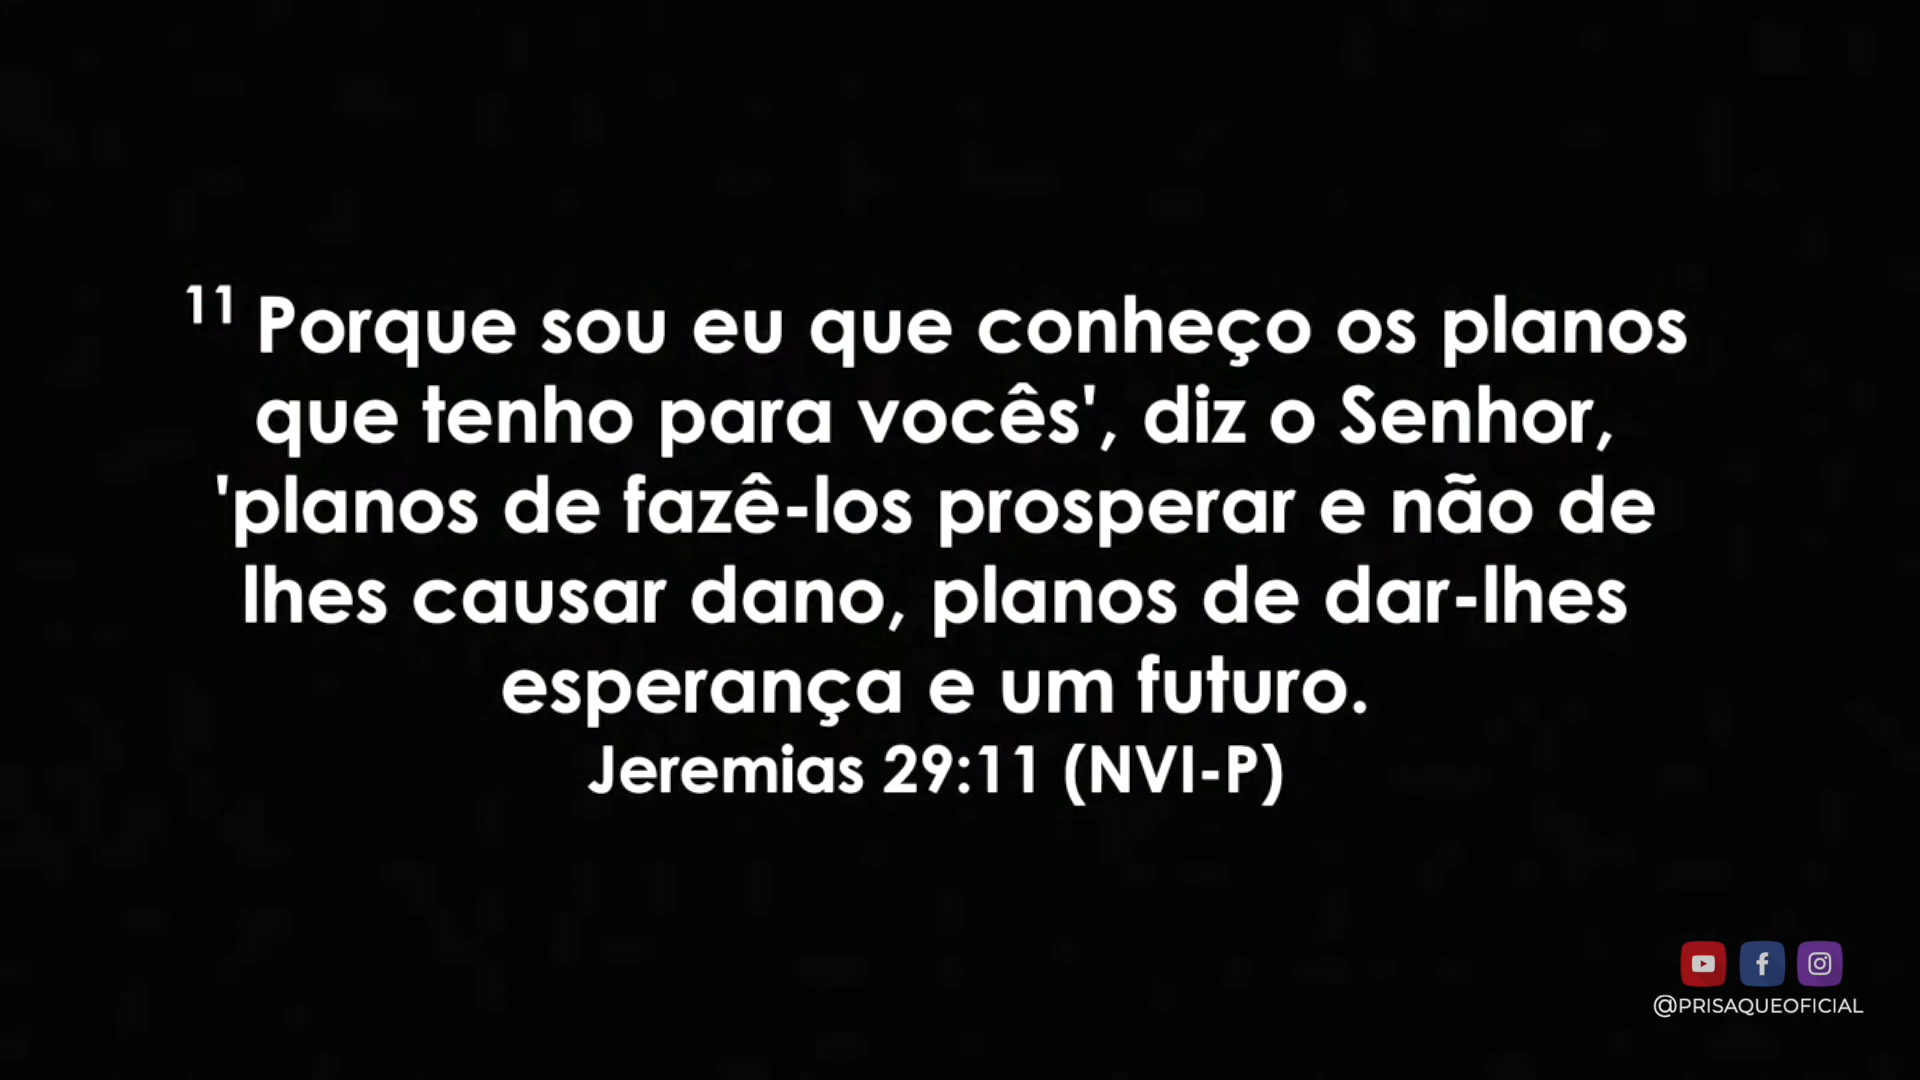 11 Porque sou eu que conheço os planos
que tenho para vocês', diz o Senhor,
'planos de fazê-los prosperar e não de
lhes causar dano, planos de dar-lhes
esperança e um futuro.
Jeremias 29:11 (NVI-P)
@PRISAQUEOFICIAL